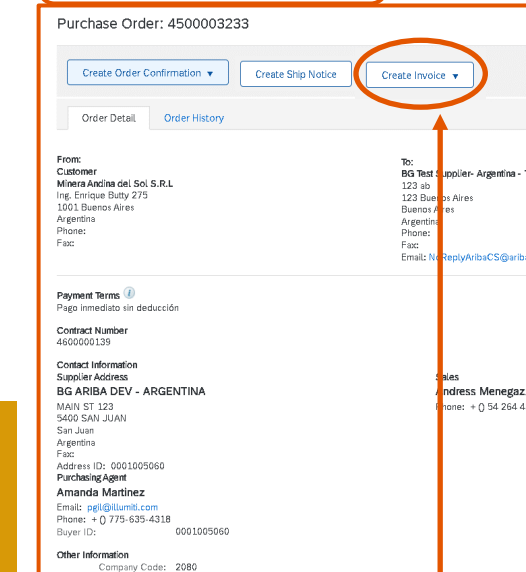 Purchase Order: 4500003233
Create Order Confirmation ▼
Create Ship Notice
Create Invoice ▼
Order Detail
Order History
From:
Customer
Minera Andina del Sol S.R.L
Ing. Enrique Butty 275
1001 Buenos Aires
Argentina
Phone:
Fax:
To:
BG Test Supplier- Argentina -
123 ab
123 Buenos Aires
Buenos Aires
Argentina
Phone:
Fax:
Email: NoReplyAribaCS@ariba
Payment Terms
Pago inmediato sin deducción
Contract Number
4600000139
Contact Information
Supplier Address
BG ARIBA DEV - ARGENTINA
MAIN ST 123
5400 SAN JUAN
San Juan
Argentina
Fax:
Address ID: 0001005060
Purchasing Agent
Amanda Martinez
Email: pgil@illumiti.com
Phone: + () 775-635-4318
Buyer ID: 0001005060
Sales
Andress Menegaz
Phone: + () 54 264 4
Other Information
Company Code: 2080